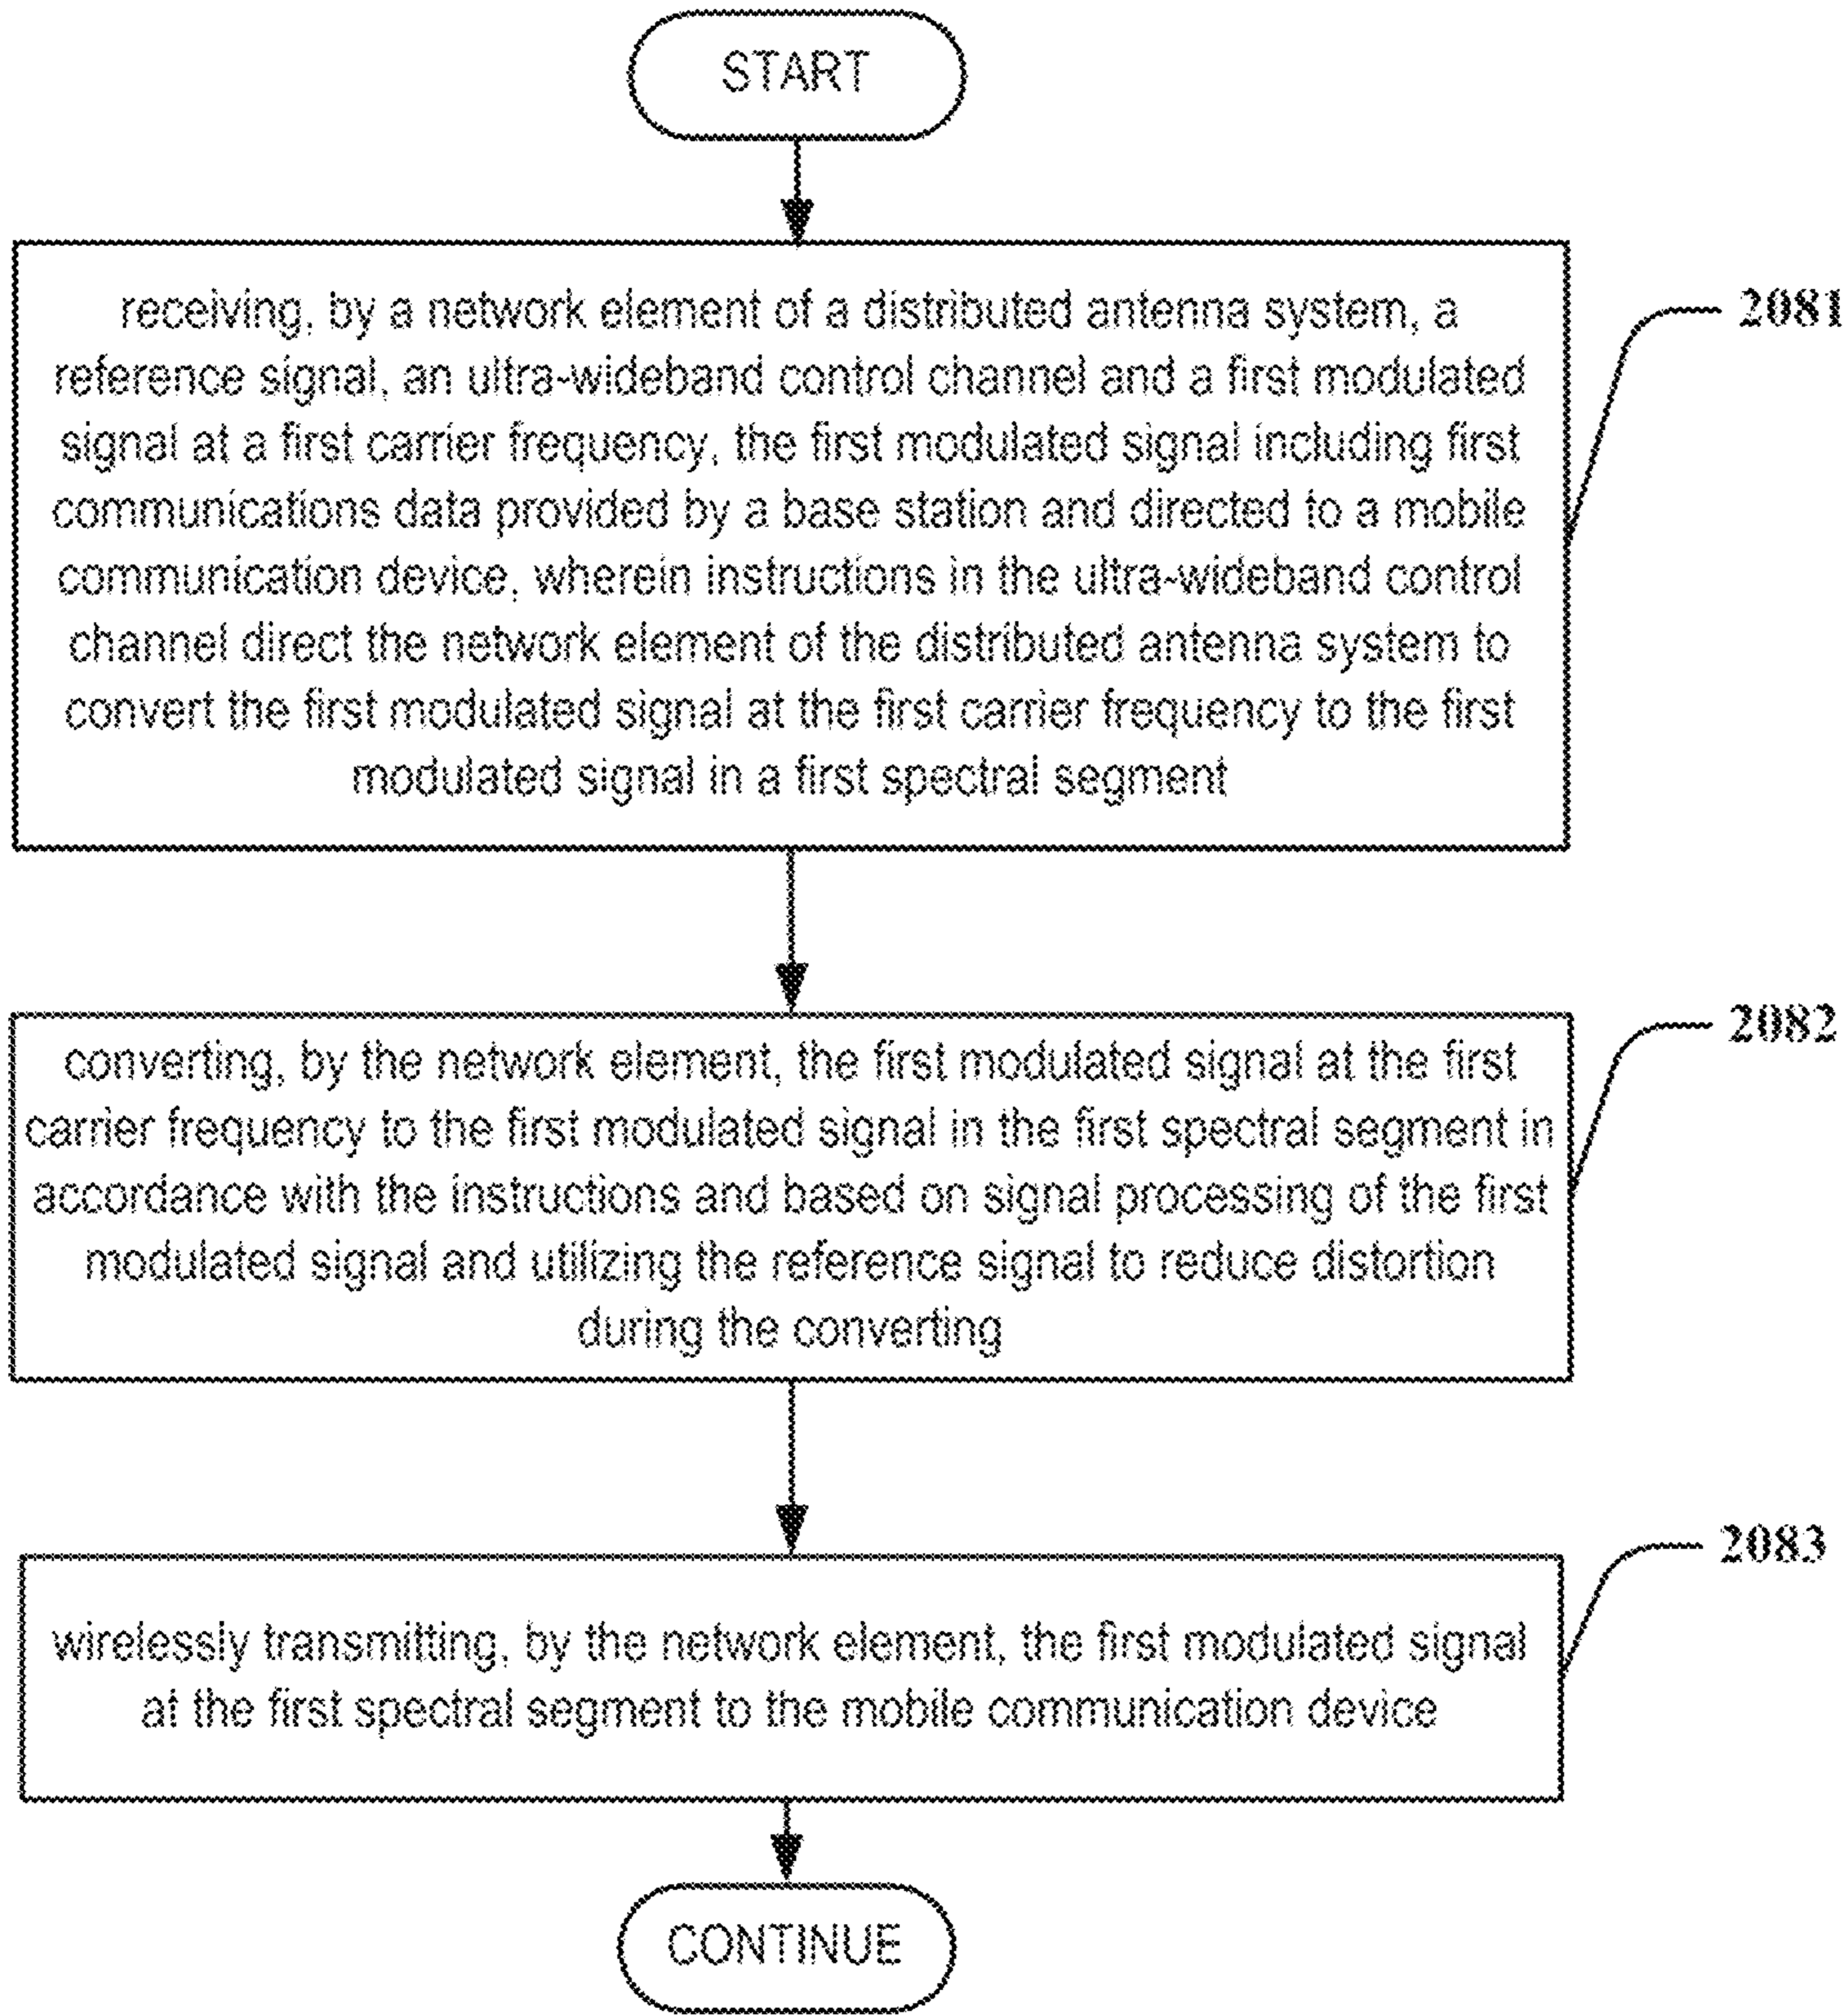 START
receiving, by a network element of a distributed antenna system, a
reference signal, an ultra-wideband control channel and a first modulated
signal at a first carrier frequency, the first modulated signal including first
communications data provided by a base station and directed to a mobile
communication device, wherein instructions in the ultra-wideband control
channel direct the network element of the distributed antenna system to
convert the first modulated signal at the first carrier frequency to the first
modulated signal in a first spectral segment
2081
converting, by the network element, the first modulated signal at the first
carrier frequency to the first modulated signal in the first spectral segment in
accordance with the instructions and based on signal processing of the first
modulated signal and utilizing the reference signal to reduce distortion
during the converting
2082
wirelessly transmitting, by the network element, the first modulated signal
at the first spectral segment to the mobile communication device
2083
CONTINUE